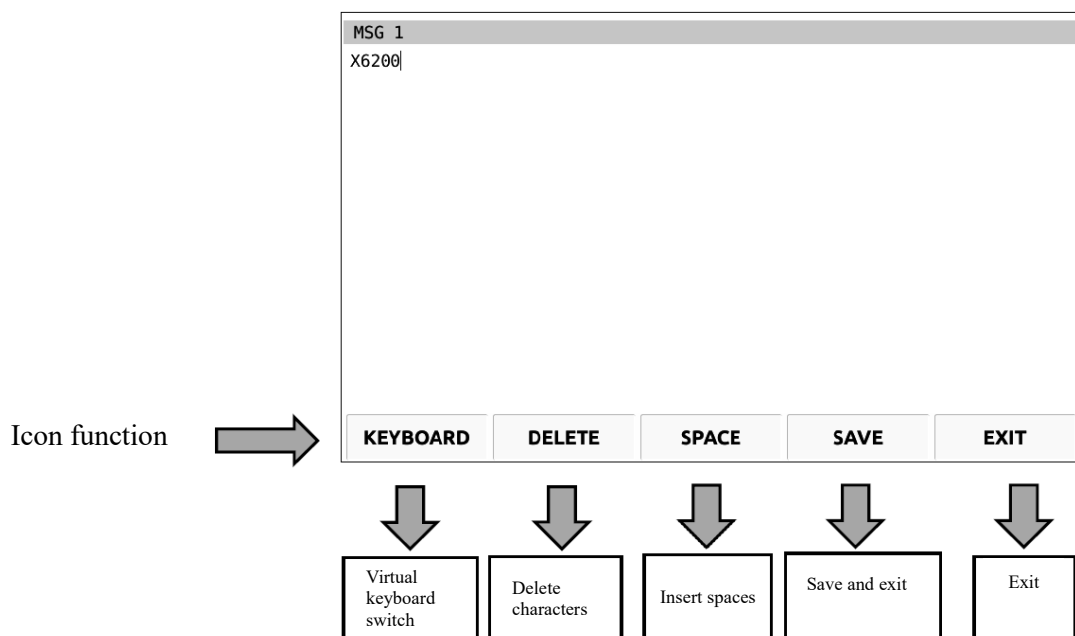 MSG 1
X6200
Icon function
KEYBOARD DELETE SPACE SAVE EXIT
Virtual
keyboard
switch
Delete
characters
Insert spaces
Save and exit
Exit